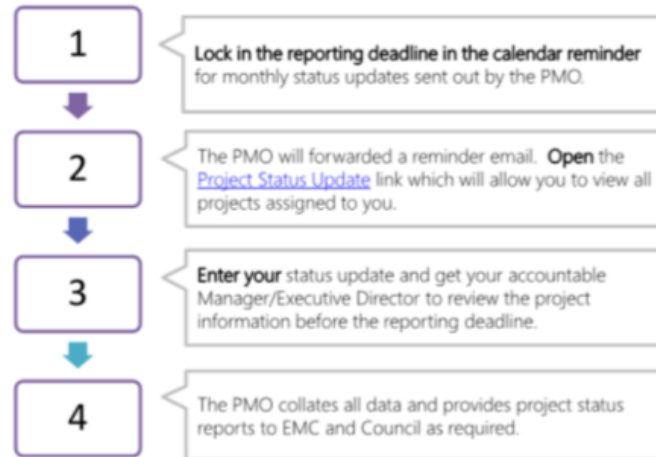 1
Lock in the reporting deadline in the calendar reminder
for monthly status updates sent out by the PMO.
2
The PMO will forwarded a reminder email. Open the
Project Status Update link which will allow you to view all
projects assigned to you.
3
Enter your status update and get your accountable
Manager/Executive Director to review the project
information before the reporting deadline.
4
The PMO collates all data and provides project status
reports to EMC and Council as required.